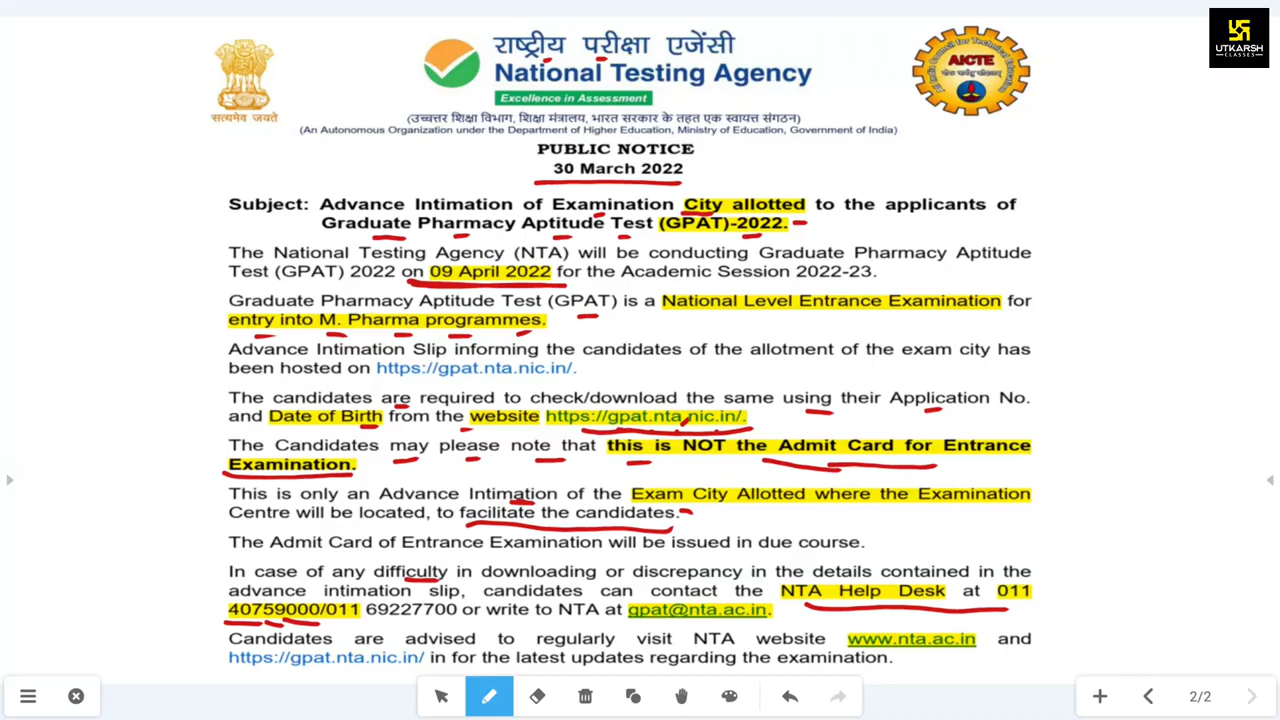 UTKARSH
CLASSES
सत्यमेव जयते
राष्ट्रीय परीक्षा एजेंसी
National Testing Agency
Excellence in Assessment
AICTE
(उच्चतर शिक्षा विभाग, शिक्षा मंत्रालय, भारत सरकार के तहत एक स्वायत्त संगठन)
(An Autonomous Organization under the Department of Higher Education, Ministry of Education, Government of India)
PUBLIC NOTICE
30 March 2022
Subject: Advance Intimation of Examination City allotted to the applicants of
Graduate Pharmacy Aptitude Test (GPAT)-2022.
The National Testing Agency (NTA) will be conducting Graduate Pharmacy Aptitude
Test (GPAT) 2022 on 09 April 2022 for the Academic Session 2022-23.
Graduate Pharmacy Aptitude Test (GPAT) is a National Level Entrance Examination for
entry into M. Pharma programmes.
Advance Intimation Slip informing the candidates of the allotment of the exam city has
been hosted on https://gpat.nta.nic.in/.
The candidates are required to check/download the same using their Application No.
and Date of Birth from the website https://gpat.nta.nic.in/.
The Candidates may please note that this is NOT the Admit Card for Entrance
Examination.
This is only an Advance Intimation of the Exam City Allotted where the Examination
Centre will be located, to facilitate the candidates.
The Admit Card of Entrance Examination will be issued in due course.
In case of any difficulty in downloading or discrepancy in the details contained in the
advance intimation slip, candidates can contact the NTA Help Desk at 011
40759000/011 69227700 or write to NTA at gpat@nta.ac.in.
Candidates are advised to regularly visit NTA website www.nta.ac.in and
https://gpat.nta.nic.in/ in for the latest updates regarding the examination.
2/2